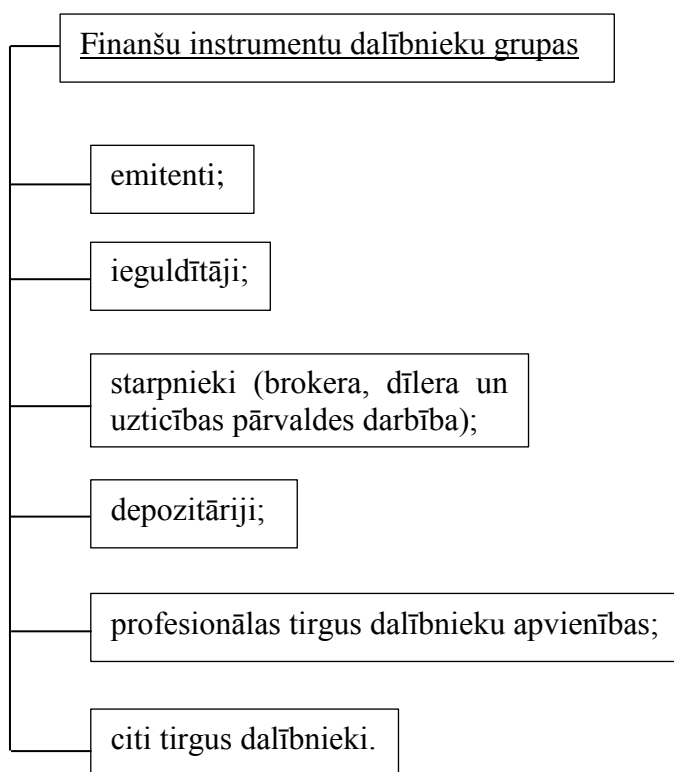 Finanšu instrumentu dalībnieku grupas
emitenti;
ieguldītāji;
starpnieki (brokera, dīlera un
uzticības pārvaldes darbība);
depozitāriji;
profesionālas tirgus dalībnieku apvienības;
citi tirgus dalībnieki.